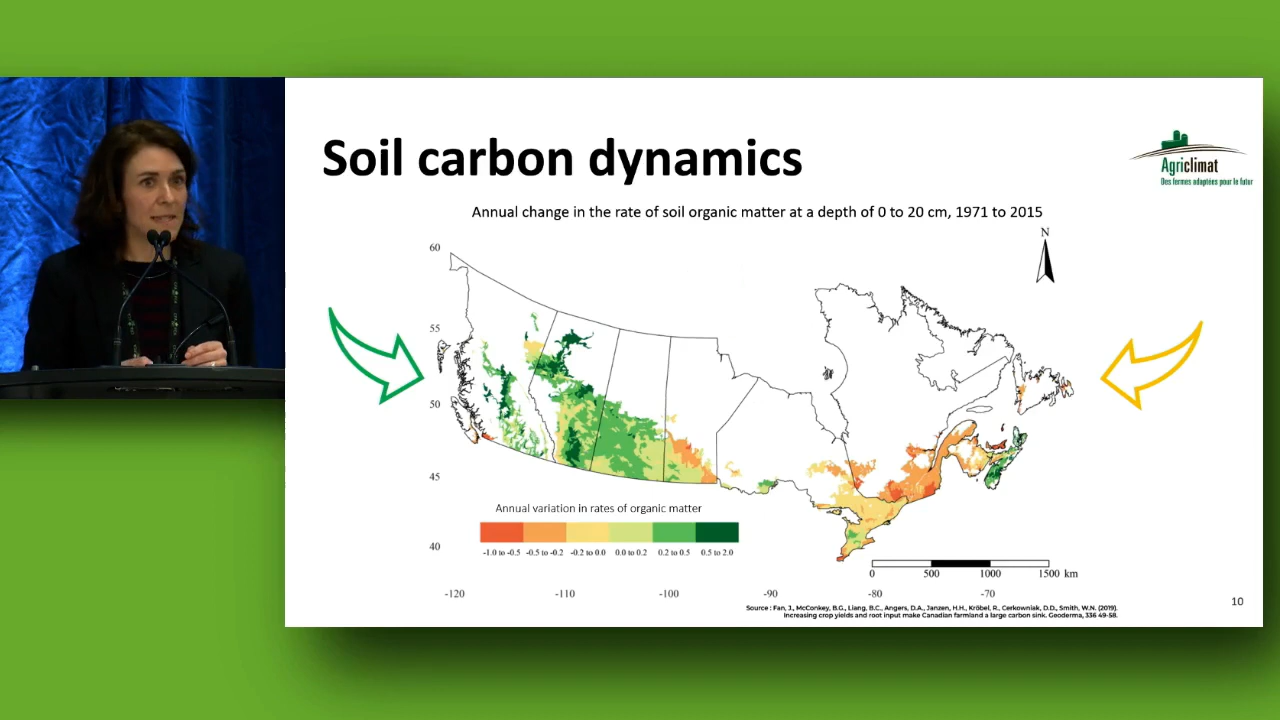 Soil carbon dynamics
Agriclimat
Des fermes adaptées pour le futur
Annual change in the rate of soil organic matter at a depth of 0 to 20 cm, 1971 to 2015
N
60
55
50
45
40
Annual variation in rates of organic matter
-1.0 to -0.5 -0.5 to -0.2 -0.2 to 0.0 0.0 to 0.2 0.2 to 0.5 0.5 to 2.0
0 500 1000 1500 km
-120 -110 -100 -90 -80 -70
10
Source : Fan, J., McConkey, B.G., Liang, B.C., Angers, D.A., Janzen, H.H., Kröbel, R., Cerkowniak, D.D., Smith, W.N. (2019).
Increasing crop yields and root input make Canadian farmland a large carbon sink. Geoderma, 336 49-58.